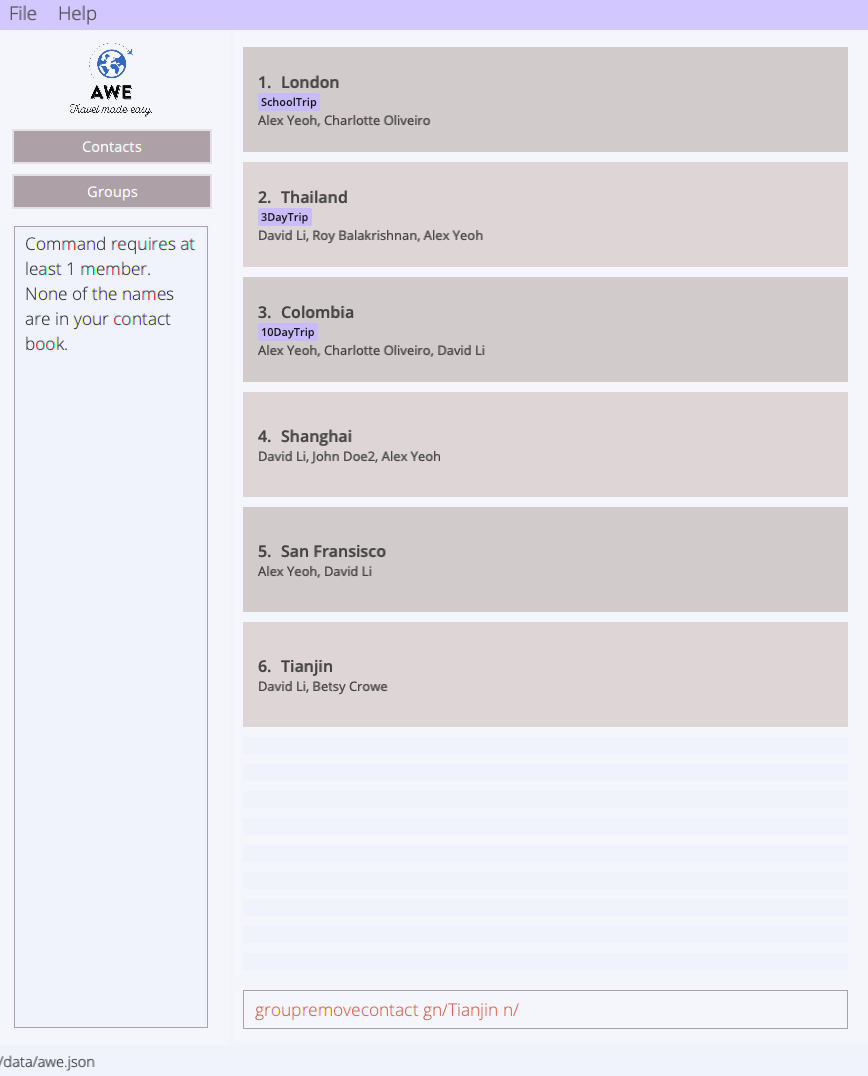 File Help
AWE
Travel made easy.
Contacts
Groups
Command requires at
least 1 member.
None of the names
are in your contact
book.
1. London
SchoolTrip
Alex Yeoh, Charlotte Oliveiro
2. Thailand
3DayTrip
David Li, Roy Balakrishnan, Alex Yeoh
3. Colombia
10DayTrip
Alex Yeoh, Charlotte Oliveiro, David Li
4. Shanghai
David Li, John Doe2, Alex Yeoh
5. San Fransisco
Alex Yeoh, David Li
6. Tianjin
David Li, Betsy Crowe
groupremovecontact gn/Tianjin n/
/data/awe.json